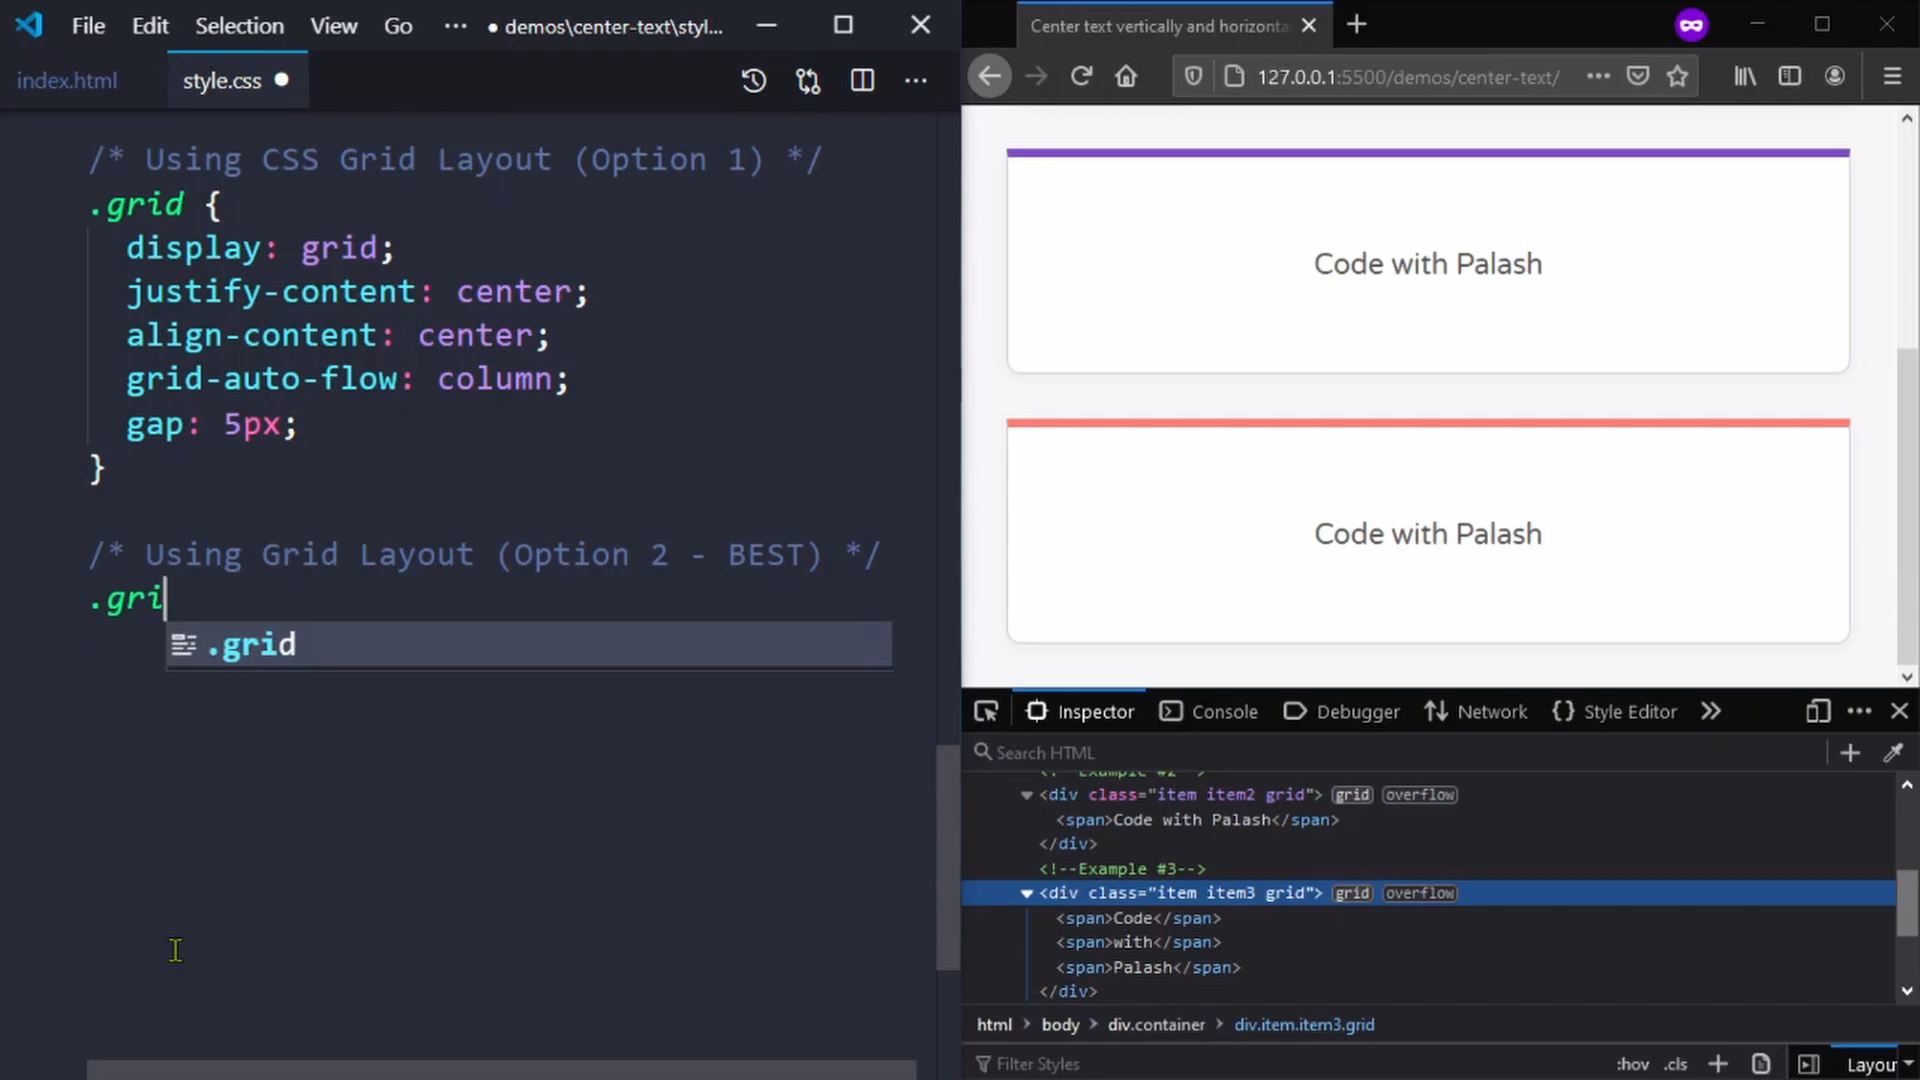 File Edit Selection View Go ··· ● demos\center-text\styl...
index.html style.css ●
/* Using CSS Grid Layout (Option 1) */
.grid {
display: grid;
justify-content: center;
align-content: center;
grid-auto-flow: column;
gap: 5px;
}
/* Using Grid Layout (Option 2 - BEST) */
.gri
.grid
Center text vertically and horizonta
127.0.0.1:5500/demos/center-text/
Code with Palash
Code with Palash
Inspector Console Debugger Network Style Editor
Search HTML
<!--Example #2-->
<div class="item item2 grid"> grid overflow
<span>Code with Palash</span>
</div>
<!--Example #3-->
<div class="item item3 grid"> grid overflow
<span>Code</span>
<span>with</span>
<span>Palash</span>
</div>
html > body > div.container > div.item.item3.grid
Filter Styles :hov .cls + Layou